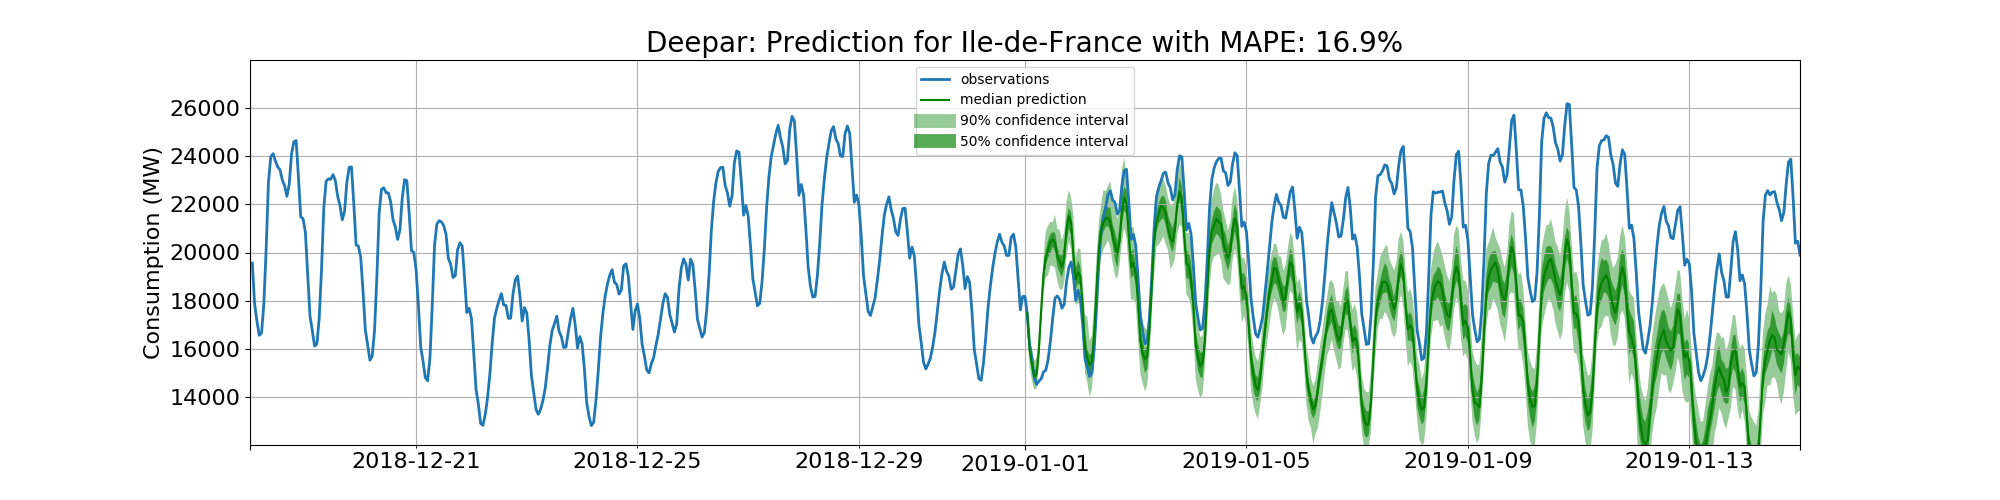 Deepar: Prediction for Ile-de-France with MAPE: 16.9%
observations
median prediction
90% confidence interval
50% confidence interval
Consumption (MW)
26000
24000
22000
20000
18000
16000
14000
2018-12-21 2018-12-25 2018-12-29 2019-01-01 2019-01-05 2019-01-09 2019-01-13